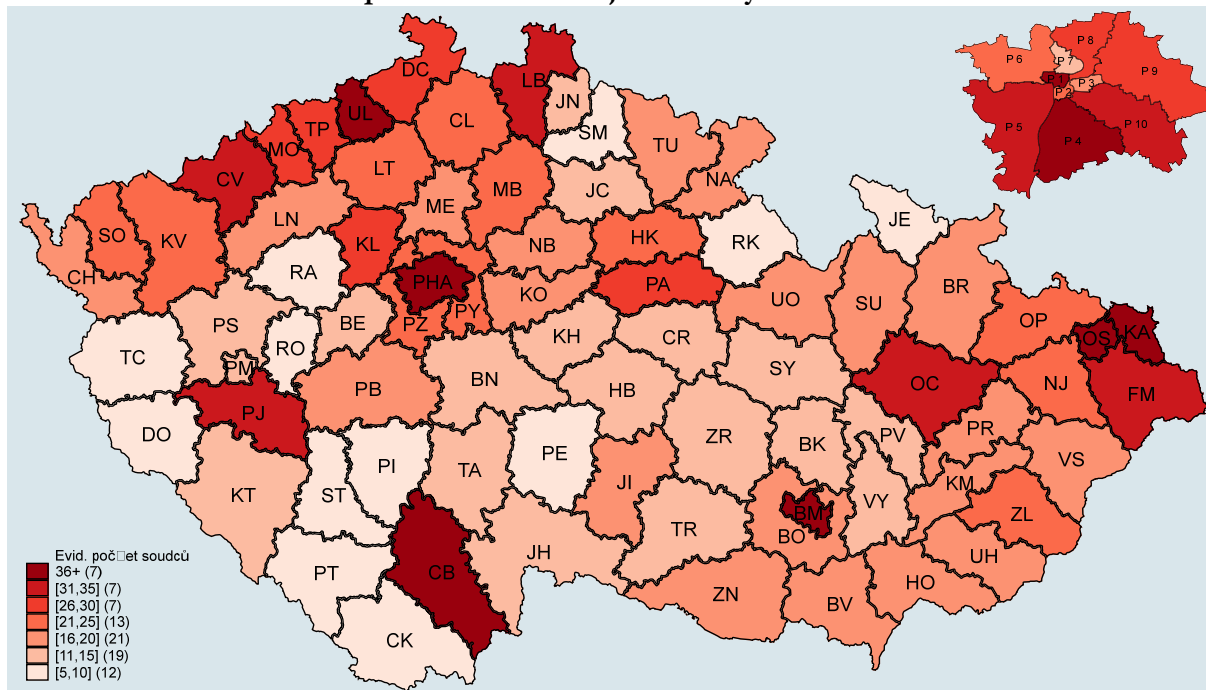 DC
LB
JN
P 8
P 6
P 7
P 9
P 1
P 3
P 2
P 5
P 10
P 4
UL
TP
CL
SM
MO
TU
CV
LT
MB
JC
NA
ME
SO
KV
LN
KL
NB
HK
RK
JE
CH
RA
PHA
KO
PA
UO
SU
BR
PS
BE
PZ
PY
OP
KA
OS
TC
RO
PM
KH
CR
SY
PB
BN
HB
OC
NJ
FM
PJ
DO
PI
PE
ZR
BK
PV
PR
VS
KT
ST
TA
JI
KM
VY
BM
ZL
TR
BO
JH
UH
PT
CB
ZN
BV
HO
CK
Evid. poč□et soudců
36+ (7)
[31,35] (7)
[26,30] (7)
[21,25] (13)
[16,20] (21)
[11,15] (19)
[5,10] (12)